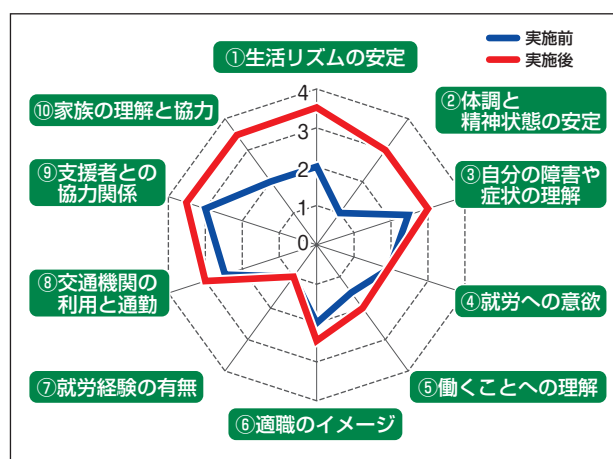 実施前
実施後
①生活リズムの安定
②体調と
精神状態の安定
③自分の障害や
症状の理解
④就労への意欲
⑤働くことへの理解
⑥適職のイメージ
⑦就労経験の有無
⑧交通機関の
利用と通勤
⑨支援者との
協力関係
⑩家族の理解と協力
4
3
2
1
0